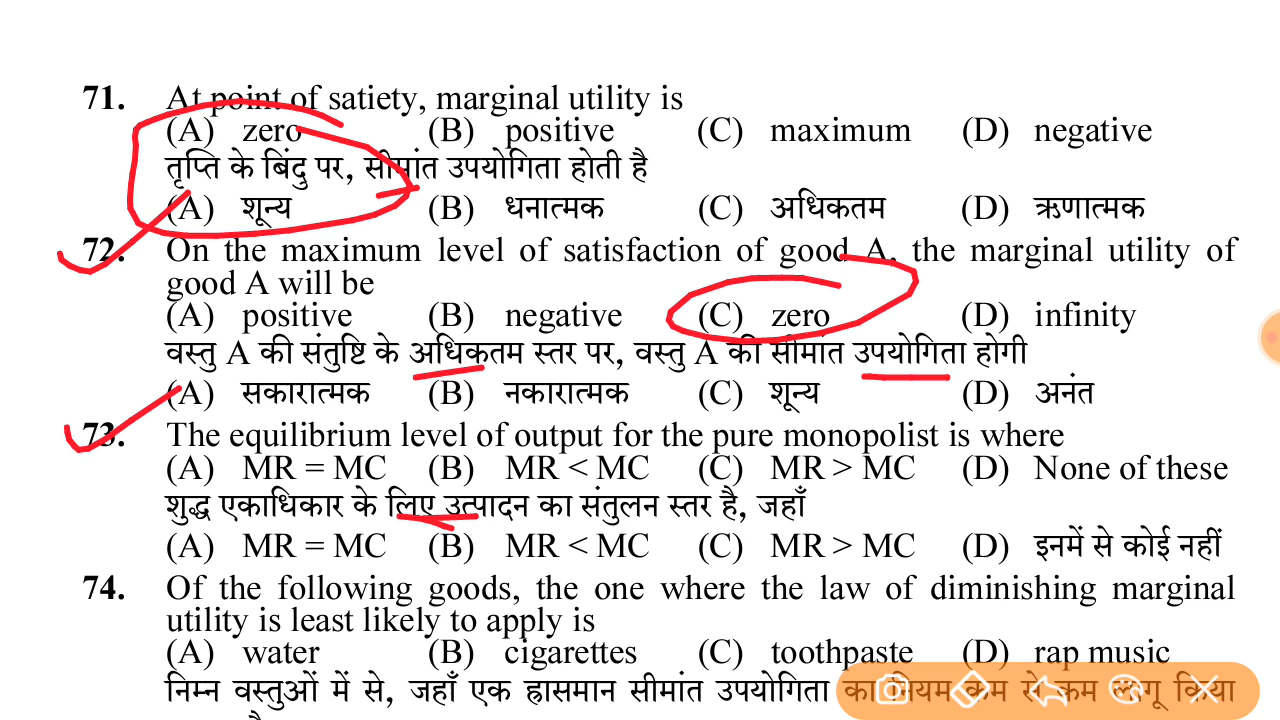 71. At point of satiety, marginal utility is
(A) zero (B) positive (C) maximum (D) negative
तृप्ति के बिंदु पर, सीमांत उपयोगिता होती है
(A) शून्य (B) धनात्मक (C) अधिकतम (D) ऋणात्मक
72. On the maximum level of satisfaction of good A, the marginal utility of
good A will be
(A) positive (B) negative (C) zero (D) infinity
वस्तु A की संतुष्टि के अधिकतम स्तर पर, वस्तु A की सीमांत उपयोगिता होगी
(A) सकारात्मक (B) नकारात्मक (C) शून्य (D) अनंत
73. The equilibrium level of output for the pure monopolist is where
(A) MR = MC (B) MR < MC (C) MR > MC (D) None of these
शुद्ध एकाधिकार के लिए उत्पादन का संतुलन स्तर है, जहाँ
(A) MR = MC (B) MR < MC (C) MR > MC (D) इनमें से कोई नहीं
74. Of the following goods, the one where the law of diminishing marginal
utility is least likely to apply is
(A) water (B) cigarettes (C) toothpaste (D) rap music
निम्न वस्तुओं में से, जहाँ एक ह्रासमान सीमांत उपयोगिता का नियम कम से कम लागू किया